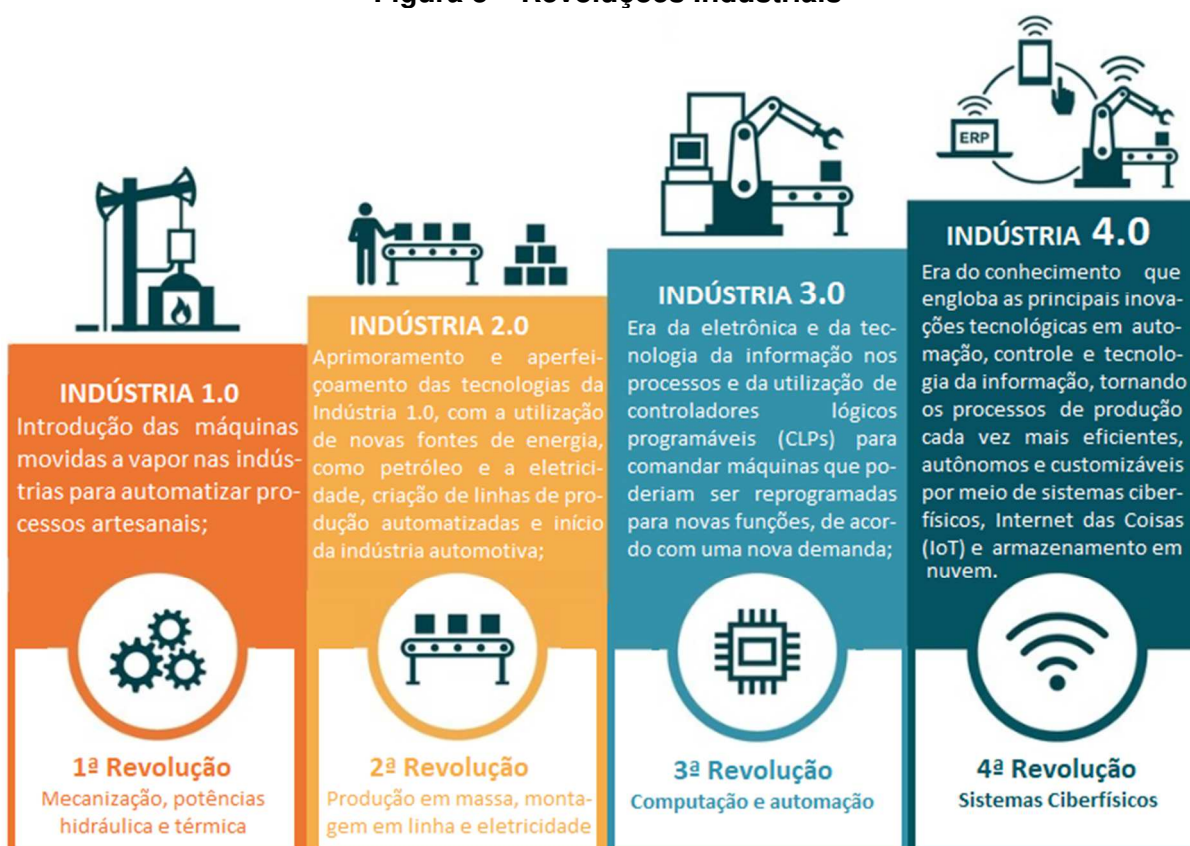 Figura 3 – Revoluções Industriais
ERP
INDÚSTRIA 1.0
Introdução das máquinas
movidas a vapor nas indús-
trias para automatizar pro-
cessos artesanais;
1ª Revolução
Mecanização, potências
hidráulica e térmica
INDÚSTRIA 2.0
Aprimoramento e aperfei-
çoamento das tecnologias da
Indústria 1.0, com a utilização
de novas fontes de energia,
como petróleo e a eletrici-
dade, criação de linhas de pro-
dução automatizadas e início
da indústria automotiva;
2ª Revolução
Produção em massa, monta-
gem em linha e eletricidade
INDÚSTRIA 3.0
Era da eletrônica e da tec-
nologia da informação nos
processos e da utilização de
controladores lógicos
programáveis (CLPs) para
comandar máquinas que po-
deriam ser reprogramadas
para novas funções, de acor-
do com uma nova demanda;
3ª Revolução
Computação e automação
INDÚSTRIA 4.0
Era do conhecimento que
engloba as principais inova-
ções tecnológicas em auto-
mação, controle e tecnolo-
gia da informação, tornando
os processos de produção
cada vez mais eficientes,
autônomos e customizáveis
por meio de sistemas ciber-
físicos, Internet das Coisas
(IoT) e armazenamento em
nuvem.
4ª Revolução
Sistemas Ciberfísicos